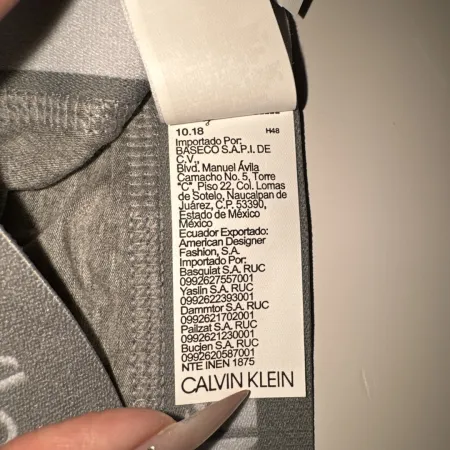 10.18 H48
Importado Por:
BASECO S.A.P.I. DE
C.V.,
Blvd. Manuel Ávila
Camacho No. 5, Torre
"C", Piso 22, Col. Lomas
de Sotelo, Naucalpan de
Juárez, C.P. 53390,
Estado de México
México
Ecuador Exportado:
American Designer
Fashion, S.A.
Importado Por:
Basquiat S.A. RUC
0992627557001
Yaslin S.A. RUC
0992622393001
Dammtor S.A. RUC
0992621702001
Pailzat S.A. RUC
0992621230001
Bucjen S.A. RUC
0992620587001
NTE INEN 1875
CALVIN KLEIN